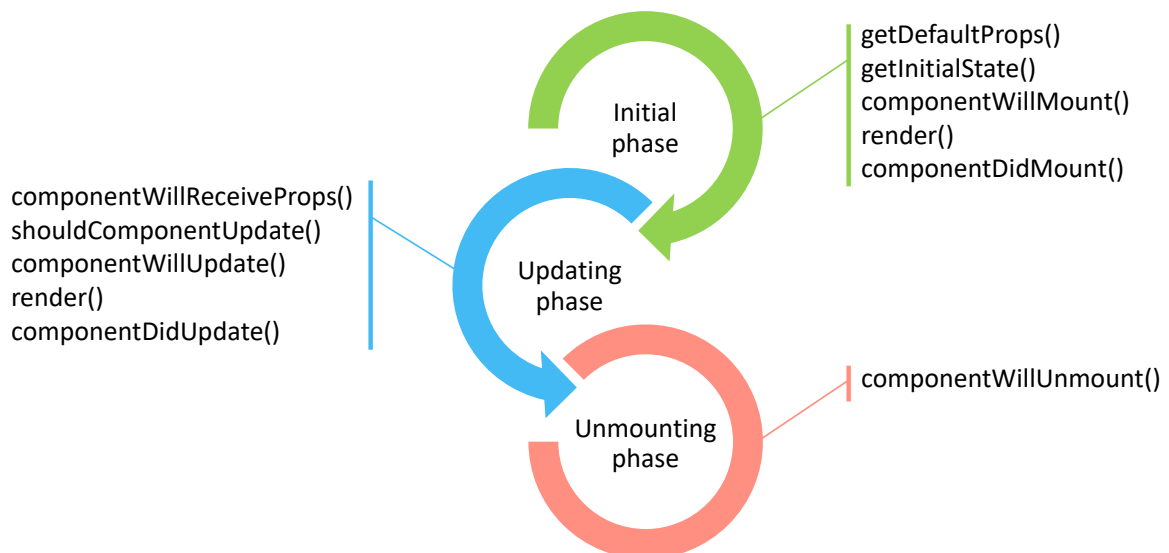 Initial
phase
getDefaultProps()
getInitialState()
componentWillMount()
render()
componentDidMount()
componentWillReceiveProps()
shouldComponentUpdate()
componentWillUpdate()
render()
componentDidUpdate()
Updating
phase
Unmounting
phase
componentWillUnmount()